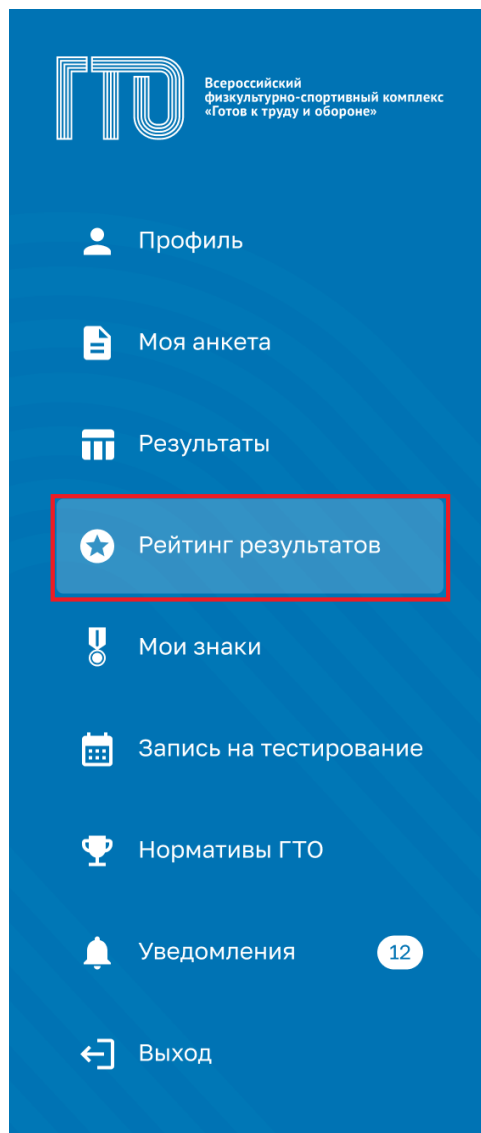 ГТО
Всероссийский
физкультурно-спортивный комплекс
«Готов к труду и обороне»
Профиль
Моя анкета
Результаты
Рейтинг результатов
Мои знаки
Запись на тестирование
Нормативы ГТО
Уведомления 12
Выход